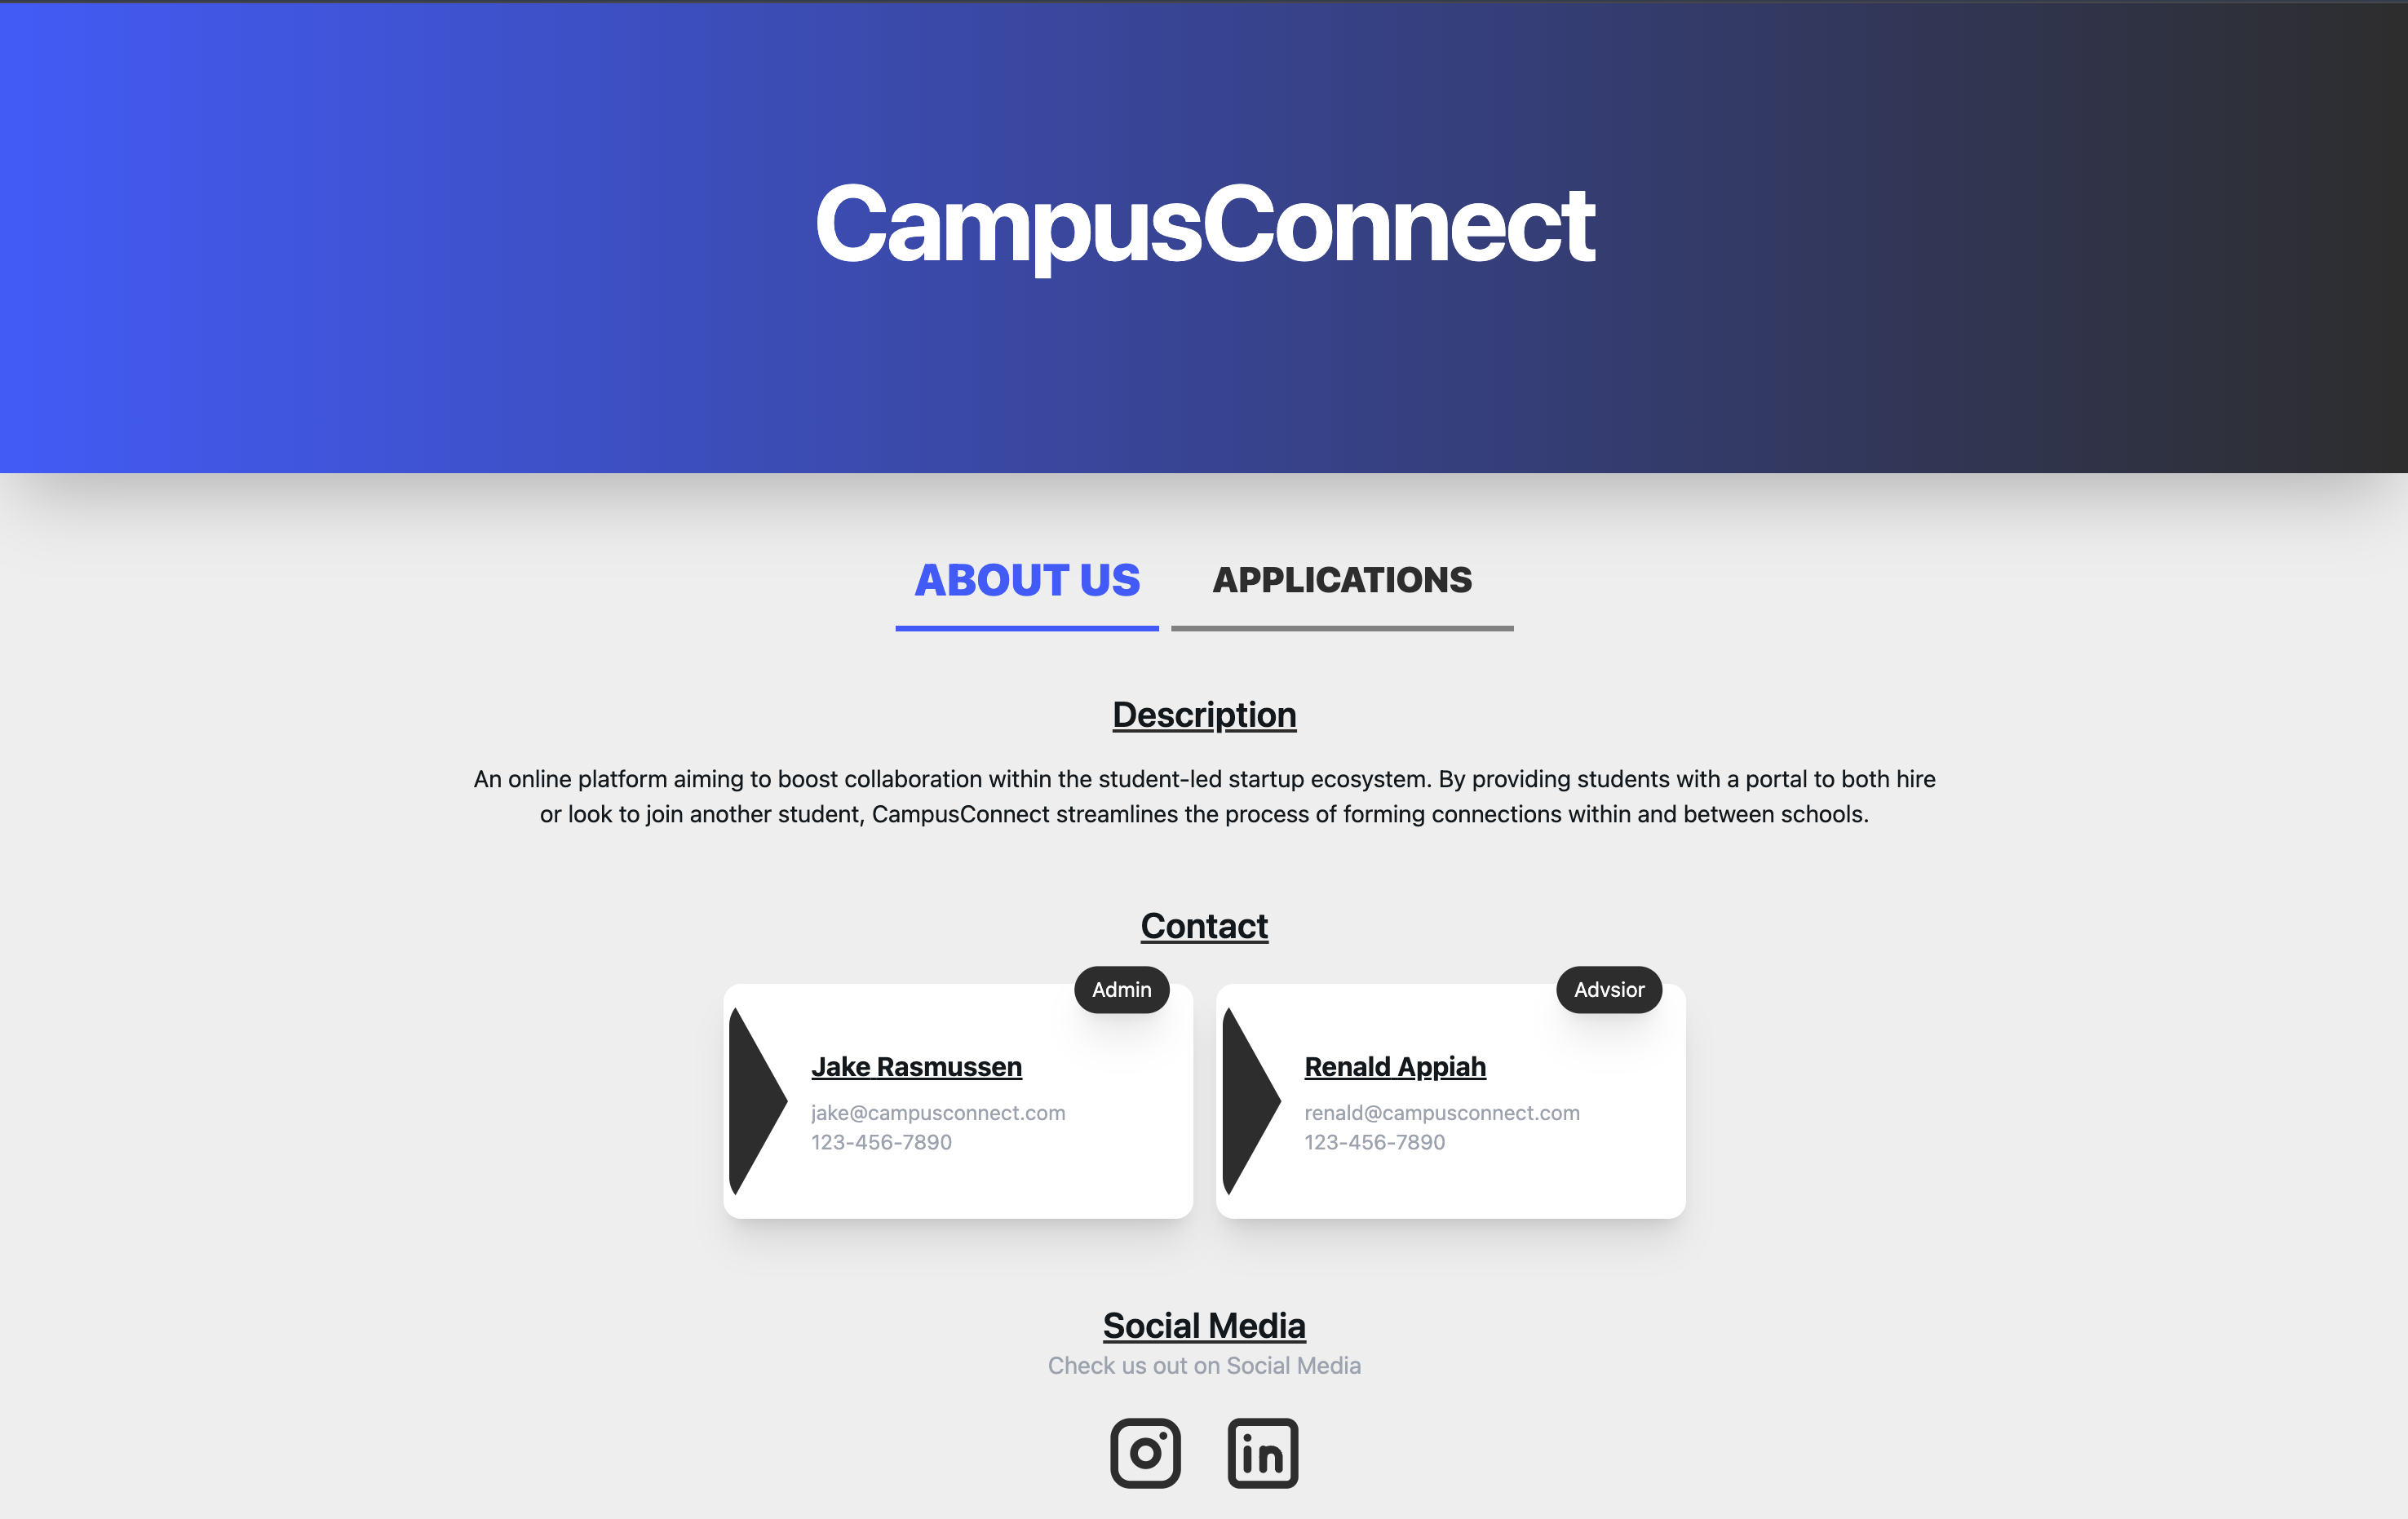 CampusConnect
ABOUT US
APPLICATIONS
Description
An online platform aiming to boost collaboration within the student-led startup ecosystem. By providing students with a portal to both hire
or look to join another student, CampusConnect streamlines the process of forming connections within and between schools.
Contact
Admin
Jake Rasmussen
jake@campusconnect.com
123-456-7890
Advsior
Renald Appiah
renald@campusconnect.com
123-456-7890
Social Media
Check us out on Social Media
in